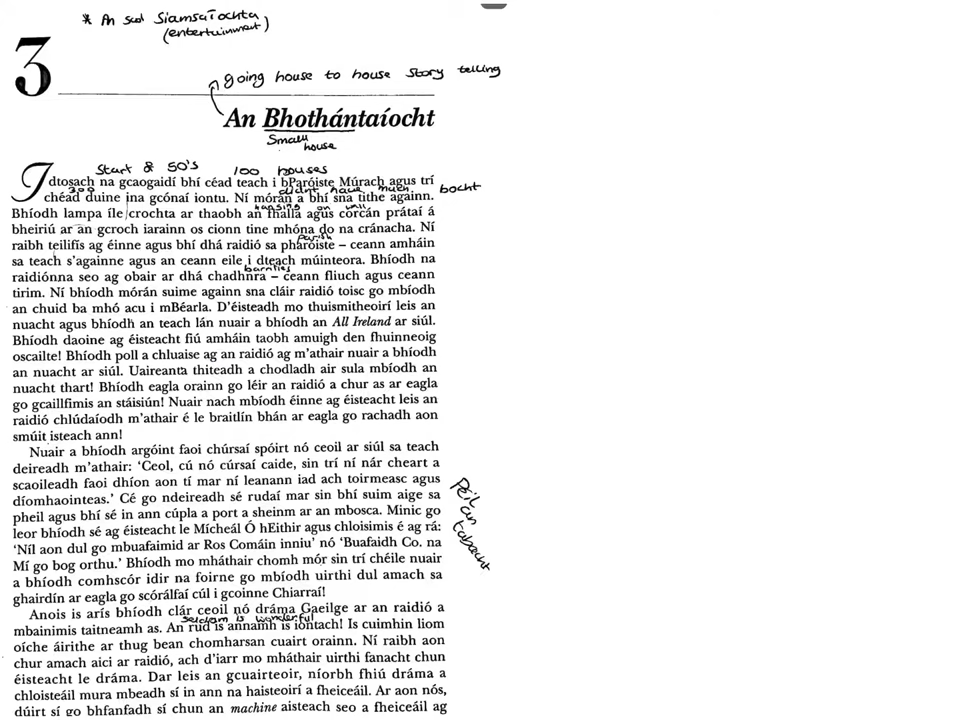 * An saol Siamsaíochta
(entertainment)
3
going house to house story telling
An Bhothántaíocht
Small house
Start & 50's 100 houses
I dtosach na gcaogaidí bhí céad teach i bParóiste Múrach agus trí
300 didnt have much bocht
chéad duine ina gcónaí iontu. Ní mórán a bhí sna tithe againn.
hanging on wall
Bhíodh lampa íle crochta ar thaobh an fhalla agus corcán prátaí á
bheiriú ar an gcroch iarainn os cionn tine mhóna do na cránacha. Ní
parish
raibh teilifís ag éinne agus bhí dhá raidió sa pharóiste – ceann amháin
sa teach s'againne agus an ceann eile i dteach múinteora. Bhíodh na
barriers
raidiónna seo ag obair ar dhá chadhnra – ceann fliuch agus ceann
tirim. Ní bhíodh mórán suime againn sna cláir raidió toisc go mbíodh
an chuid ba mhó acu i mBéarla. D'éisteadh mo thuismitheoirí leis an
nuacht agus bhíodh an teach lán nuair a bhíodh an All Ireland ar siúl.
Bhíodh daoine ag éisteacht fiú amháin taobh amuigh den fhuinneoig
oscailte! Bhíodh poll a chluaise ag an raidió ag m'athair nuair a bhíodh
an nuacht ar siúl. Uaireanta thiteadh a chodladh air sula mbíodh an
nuacht thart! Bhíodh eagla orainn go léir an raidió a chur as ar eagla
go gcaillfimis an stáisiún! Nuair nach mbíodh éinne ag éisteacht leis an
raidió chlúdaíodh m'athair é le braitlín bhán ar eagla go rachadh aon
smúit isteach ann!
Nuair a bhíodh argóint faoi chúrsaí spóirt nó ceoil ar siúl sa teach
deireadh m'athair: 'Ceol, cú nó cúrsaí caide, sin trí ní nár cheart a
scaoileadh faoi dhíon aon tí mar ní leanann iad ach toirmeasc agus
díomhaointeas.' Cé go ndeireadh sé rudaí mar sin bhí suim aige sa
pheil agus bhí sé in ann cúpla a port a sheinm ar an mbosca. Minic go
leor bhíodh sé ag éisteacht le Mícheál Ó hEithir agus chloisimis é ag rá:
'Níl aon dul go mbuafaimid ar Ros Comáin inniu' nó 'Buafaidh Co. na
Mí go bog orthu.' Bhíodh mo mháthair chomh mór sin trí chéile nuair
a bhíodh comhscór idir na foirne go mbíodh uirthi dul amach sa
ghairdín ar eagla go scórálfaí cúl i gcoinne Chiarraí!
Péil an tabacht
Anois is arís bhíodh clár ceoil nó dráma Gaeilge ar an raidió a
seldom is wonderful
mbainimis taitneamh as. An rud is annamh is iontach! Is cuimhin liom
oíche áirithe ar thug bean chomharsan cuairt orainn. Ní raibh aon
chur amach aici ar raidió, ach d'iarr mo mháthair uirthi fanacht chun
éisteacht le dráma. Dar leis an gcuairteoir, níorbh fhiú dráma a
chloisteáil mura mbeadh sí in ann na haisteoirí a fheiceáil. Ar aon nós,
dúirt sí go bhfanfadh sí chun an machine aisteach seo a fheiceáil ag